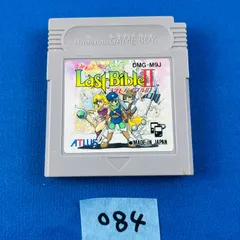 Nintendo GAME BOY
DMG-M9J
Last Bible II
ATLUS
MADE IN JAPAN
084